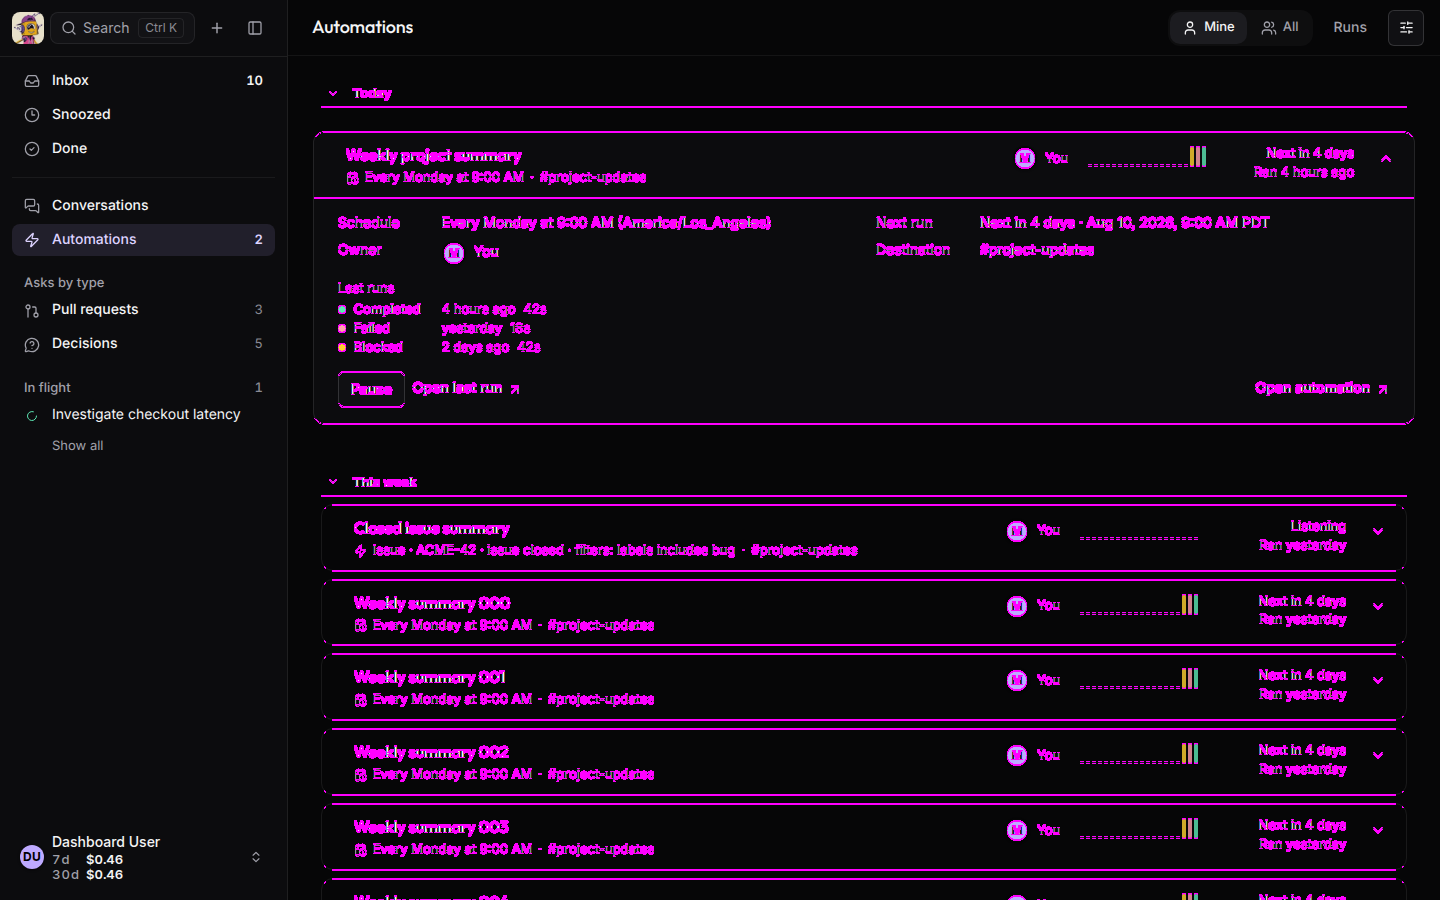 Search Ctrl K
Automations
Mine
All
Runs
Inbox 10
Snoozed
Done
Conversations
Automations 2
Asks by type
Pull requests 3
Decisions 5
In flight 1
Investigate checkout latency
Show all
Today
Weekly project summary
Every Monday at 9:00 AM · #project-updates
You
Next in 4 days
Ran 4 hours ago
Schedule Every Monday at 9:00 AM (America/Los_Angeles)
Next run Next in 4 days · Aug 10, 2026, 9:00 AM PDT
Owner You
Destination #project-updates
Last runs
Completed 4 hours ago 42s
Failed yesterday 18s
Blocked 2 days ago 42s
Pause Open last run
Open automation
This week
Closed issue summary
Issue · ACME-42 · issue closed · filters: labels includes bug · #project-updates
You
Listening
Ran yesterday
Weekly summary 000
Every Monday at 9:00 AM · #project-updates
You
Next in 4 days
Ran yesterday
Weekly summary 001
Every Monday at 9:00 AM · #project-updates
You
Next in 4 days
Ran yesterday
Weekly summary 002
Every Monday at 9:00 AM · #project-updates
You
Next in 4 days
Ran yesterday
Weekly summary 003
Every Monday at 9:00 AM · #project-updates
You
Next in 4 days
Ran yesterday
DU
Dashboard User
7d $0.46
30d $0.46